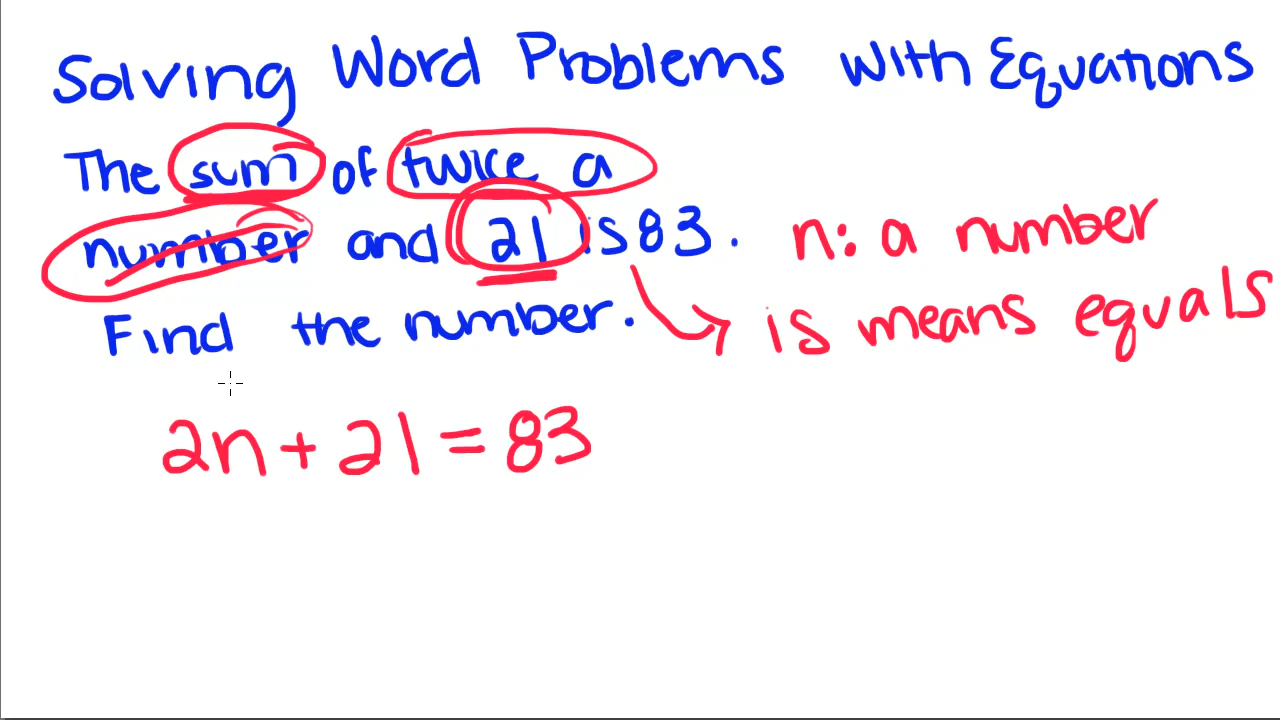 Solving Word Problems with Equations
The sum of twice a
number and 21 is 83.
n: a number
Find the number.
is means equals
2n + 21 = 83